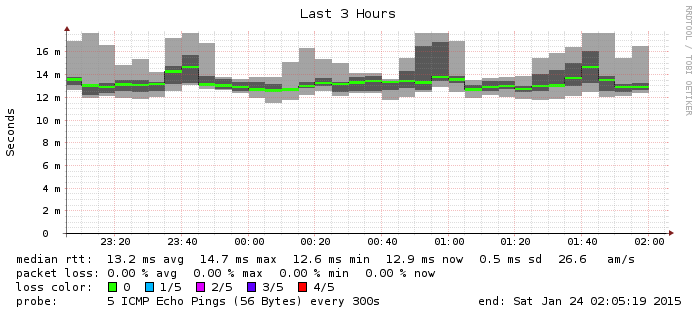 Last 3 Hours
RRDTOOL / TOBI OETIKER
Seconds
16 m
14 m
12 m
10 m
8 m
6 m
4 m
2 m
0
23:20 23:40 00:00 00:20 00:40 01:00 01:20 01:40 02:00
median rtt: 13.2 ms avg 14.7 ms max 12.6 ms min 12.9 ms now 0.5 ms sd 26.6 am/s
packet loss: 0.00 % avg 0.00 % max 0.00 % min 0.00 % now
loss color: 0 1/5 2/5 3/5 4/5
probe: 5 ICMP Echo Pings (56 Bytes) every 300s end: Sat Jan 24 02:05:19 2015